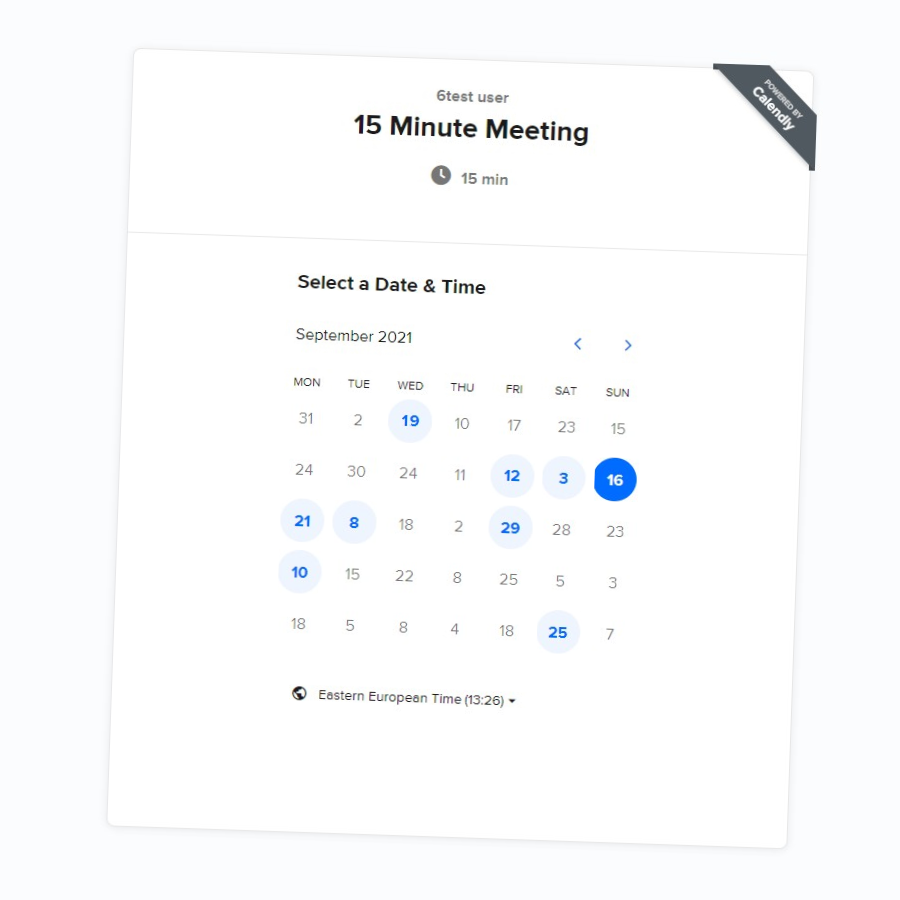 POWERED BY
Calendly
6test user
15 Minute Meeting
15 min
Select a Date & Time
September 2021
MON TUE WED THU FRI SAT SUN
31 2 19 10 17 23 15
24 30 24 11 12 3 16
21 8 18 2 29 28 23
10 15 22 8 25 5 3
18 5 8 4 18 25 7
Eastern European Time (13:26)